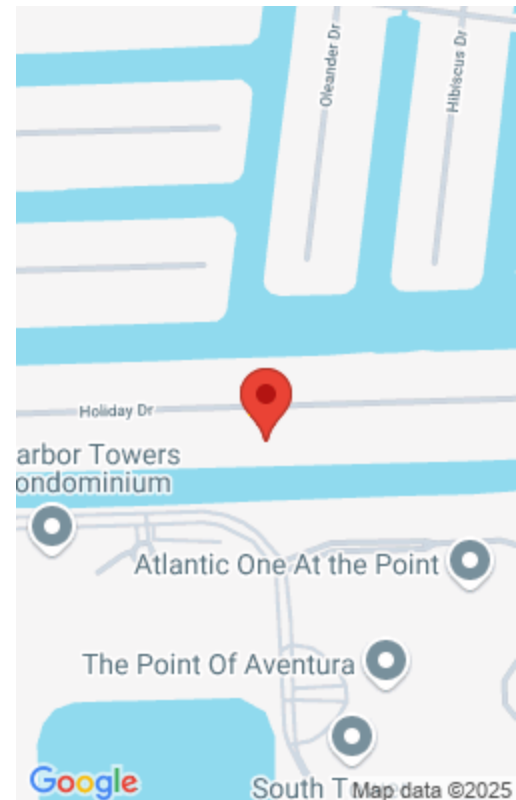 Oleander Dr
Hibiscus Dr
Holiday Dr
arbor Towers
ondominium
Atlantic One At the Point
The Point Of Aventura
South
Google
Map data ©2025